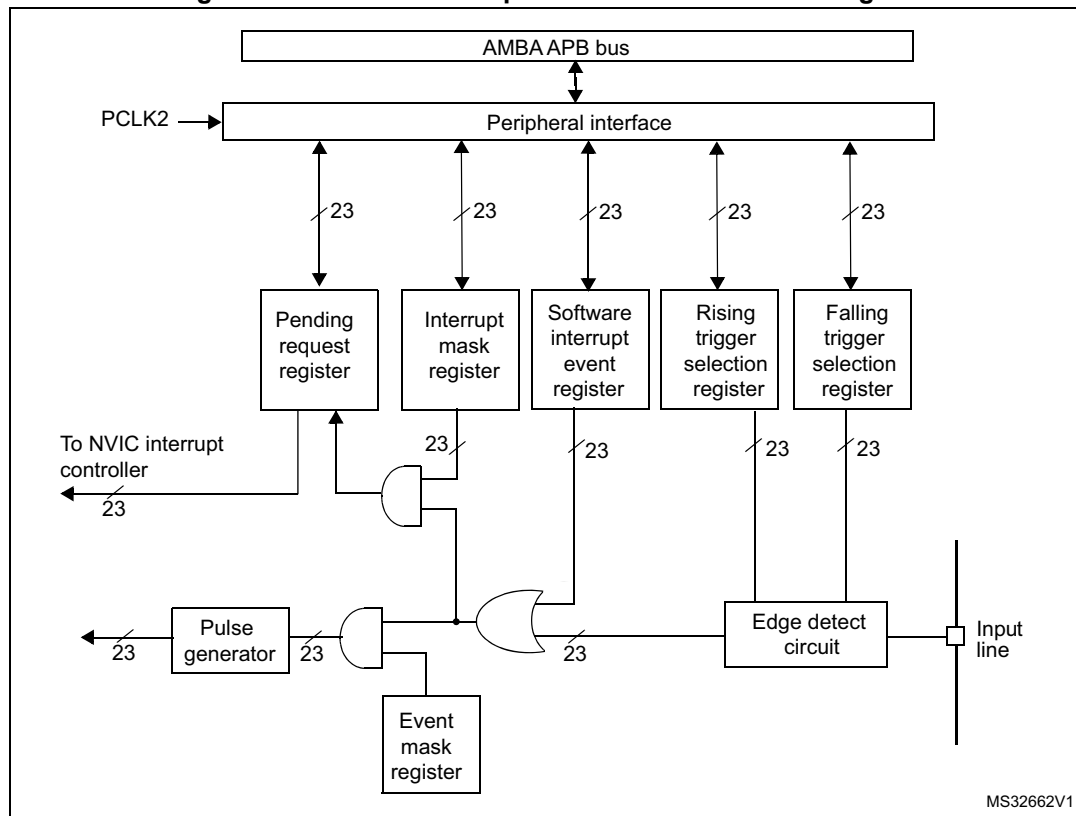 AMBA APB bus
PCLK2
Peripheral interface
23
23
23
23
23
Pending
request
register
Interrupt
mask
register
Software
interrupt
event
register
Rising
trigger
selection
register
Falling
trigger
selection
register
To NVIC interrupt
controller
23
23
23
23
23
Pulse
generator
23
23
23
Edge detect
circuit
Input
line
Event
mask
register
MS32662V1